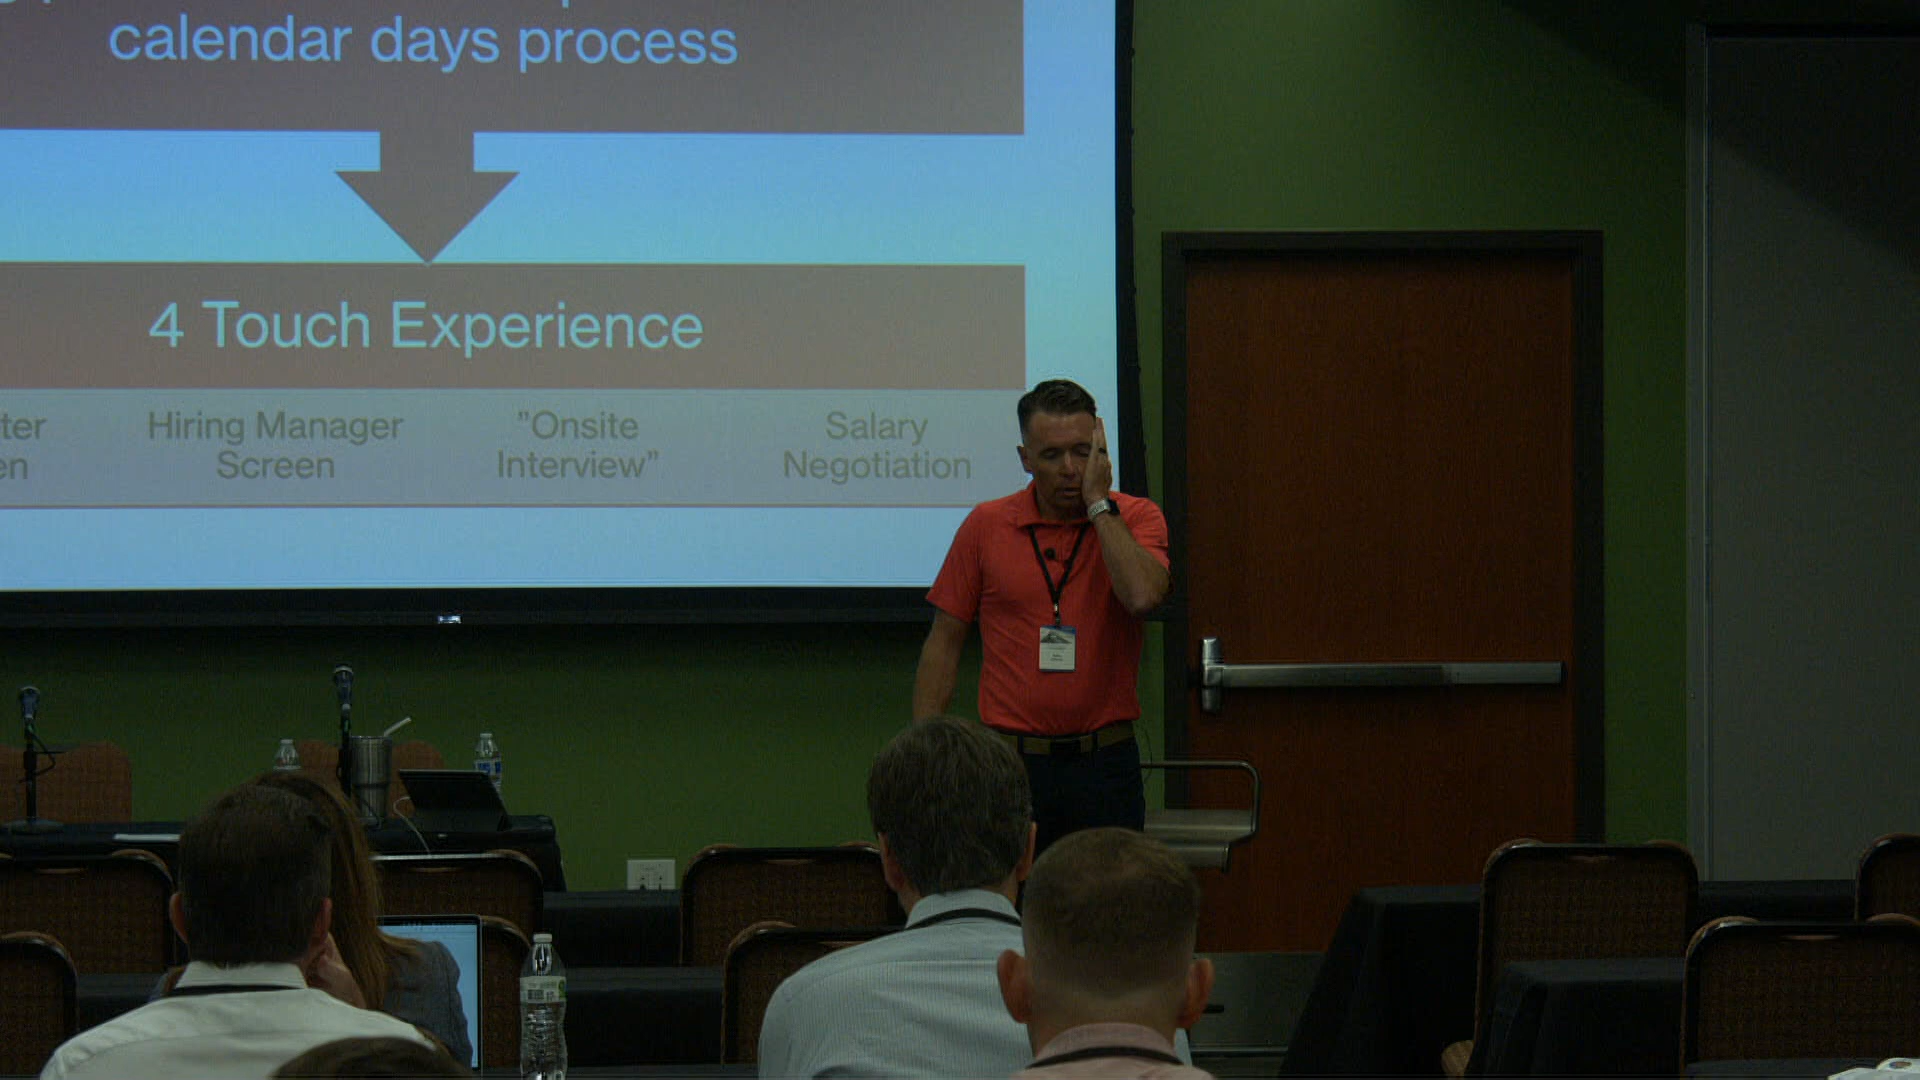 calendar days process
4 Touch Experience
ter
en
Hiring Manager
Screen
"Onsite
Interview”
Salary
Negotiation